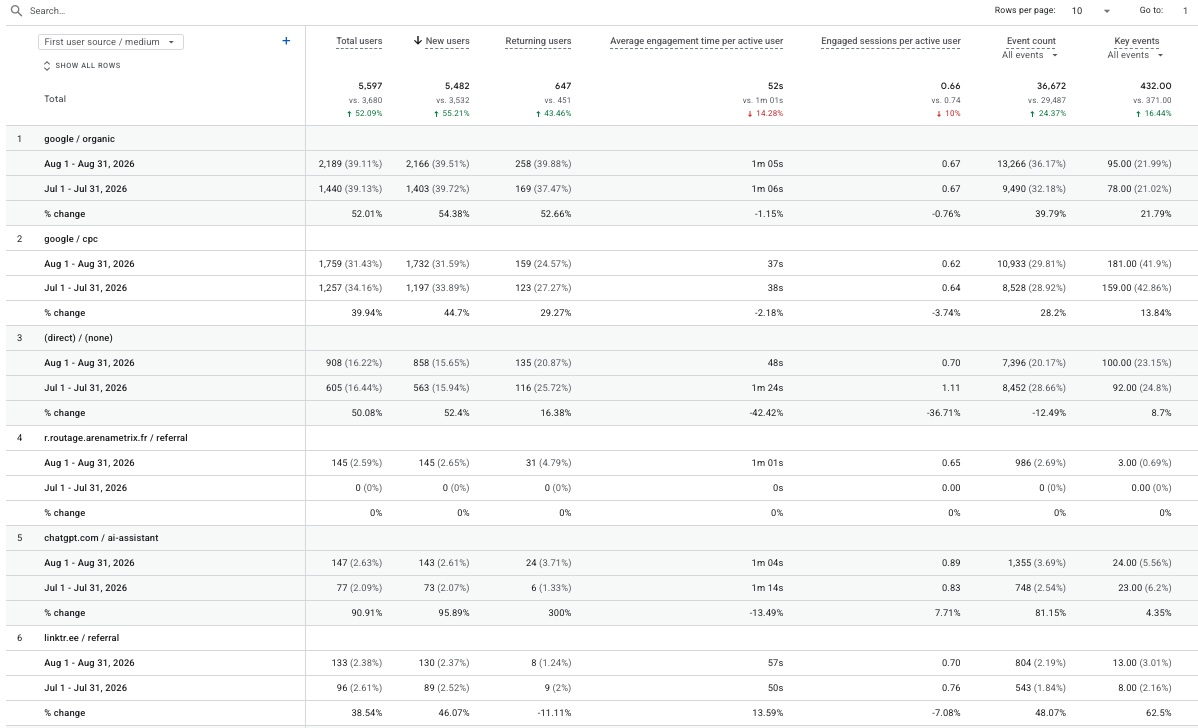 Search...
Rows per page: 10 Go to: 1
First user source / medium + Total users New users Returning users Average engagement time per active user Engaged sessions per active user Event count Key events
All events All events
SHOW ALL ROWS
5,597 5,482 647 52s 0.66 36,672 432.00
Total vs. 3,680 vs. 3,532 vs. 451 vs. 1m 01s vs. 0.74 vs. 29,487 vs. 371.00
↑ 52.09% ↑ 55.21% ↑ 43.46% ↓ 14.28% ↓ 10% ↑ 24.37% ↑ 16.44%
1 google / organic
Aug 1 - Aug 31, 2026 2,189 (39.11%) 2,166 (39.51%) 258 (39.88%) 1m 05s 0.67 13,266 (36.17%) 95.00 (21.99%)
Jul 1 - Jul 31, 2026 1,440 (39.13%) 1,403 (39.72%) 169 (37.47%) 1m 06s 0.67 9,490 (32.18%) 78.00 (21.02%)
% change 52.01% 54.38% 52.66% -1.15% -0.76% 39.79% 21.79%
2 google / cpc
Aug 1 - Aug 31, 2026 1,759 (31.43%) 1,732 (31.59%) 159 (24.57%) 37s 0.62 10,933 (29.81%) 181.00 (41.9%)
Jul 1 - Jul 31, 2026 1,257 (34.16%) 1,197 (33.89%) 123 (27.27%) 38s 0.64 8,528 (28.92%) 159.00 (42.86%)
% change 39.94% 44.7% 29.27% -2.18% -3.74% 28.2% 13.84%
3 (direct) / (none)
Aug 1 - Aug 31, 2026 908 (16.22%) 858 (15.65%) 135 (20.87%) 48s 0.70 7,396 (20.17%) 100.00 (23.15%)
Jul 1 - Jul 31, 2026 605 (16.44%) 563 (15.94%) 116 (25.72%) 1m 24s 1.11 8,452 (28.66%) 92.00 (24.8%)
% change 50.08% 52.4% 16.38% -42.42% -36.71% -12.49% 8.7%
4 r.routage.arenametrix.fr / referral
Aug 1 - Aug 31, 2026 145 (2.59%) 145 (2.65%) 31 (4.79%) 1m 01s 0.65 986 (2.69%) 3.00 (0.69%)
Jul 1 - Jul 31, 2026 0 (0%) 0 (0%) 0 (0%) 0s 0.00 0 (0%) 0.00 (0%)
% change 0% 0% 0% 0% 0% 0% 0%
5 chatgpt.com / ai-assistant
Aug 1 - Aug 31, 2026 147 (2.63%) 143 (2.61%) 24 (3.71%) 1m 04s 0.89 1,355 (3.69%) 24.00 (5.56%)
Jul 1 - Jul 31, 2026 77 (2.09%) 73 (2.07%) 6 (1.33%) 1m 14s 0.83 748 (2.54%) 23.00 (6.2%)
% change 90.91% 95.89% 300% -13.49% 7.71% 81.15% 4.35%
6 linktr.ee / referral
Aug 1 - Aug 31, 2026 133 (2.38%) 130 (2.37%) 8 (1.24%) 57s 0.70 804 (2.19%) 13.00 (3.01%)
Jul 1 - Jul 31, 2026 96 (2.61%) 89 (2.52%) 9 (2%) 50s 0.76 543 (1.84%) 8.00 (2.16%)
% change 38.54% 46.07% -11.11% 13.59% -7.08% 48.07% 62.5%